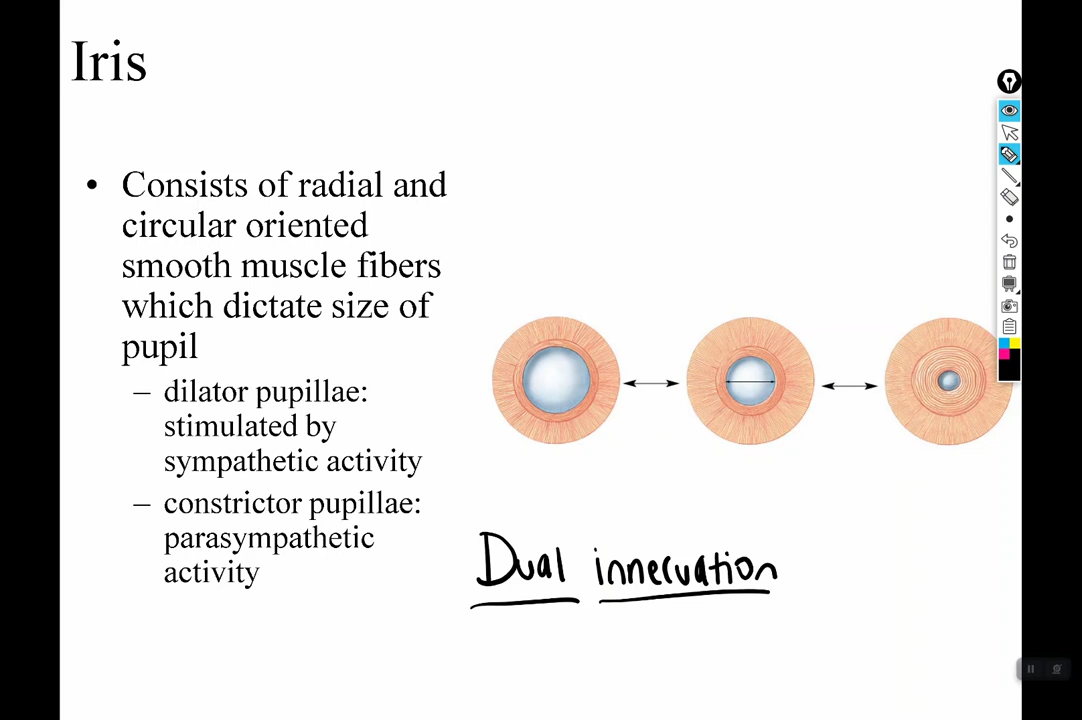 Iris
• Consists of radial and
circular oriented
smooth muscle fibers
which dictate size of
pupil
– dilator pupillae:
stimulated by
sympathetic activity
– constrictor pupillae:
parasympathetic
activity
Dual innervation